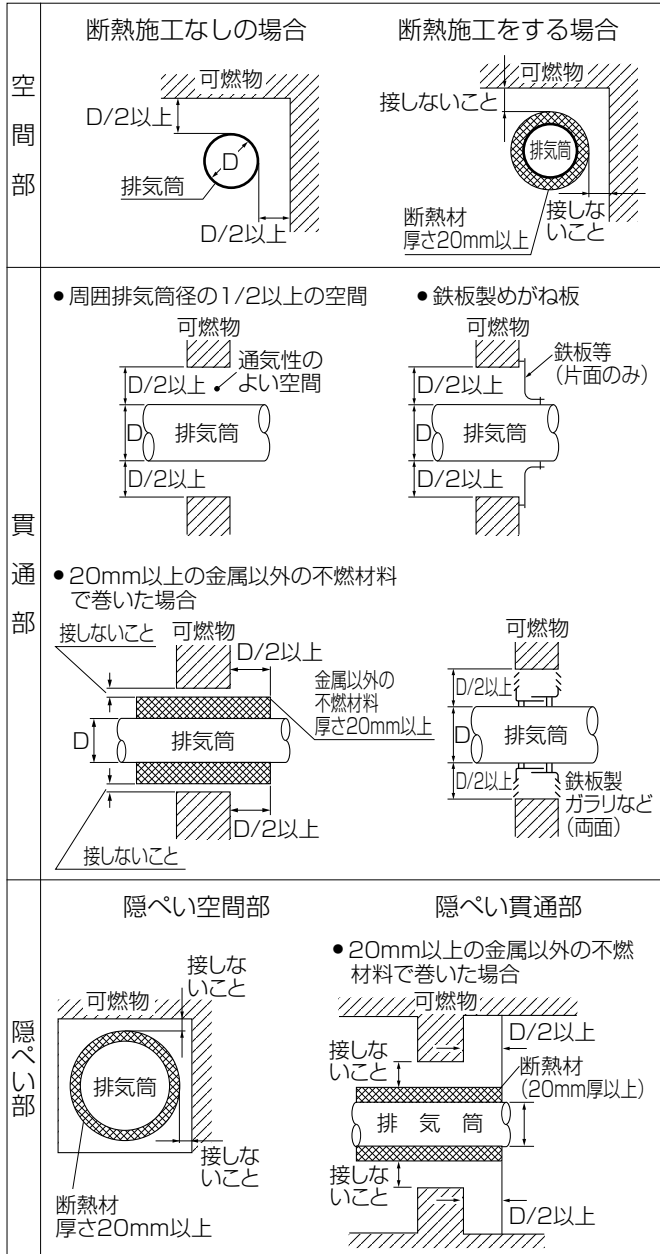 空間部
断熱施工なしの場合
可燃物
D/2以上
D
排気筒
D/2以上
断熱施工をする場合
可燃物
接しないこと
排気筒
断熱材
厚さ20mm以上
接しな
いこと
貫通部
●周囲排気筒径の1/2以上の空間
可燃物
D/2以上
通気性の
よい空間
D
排気筒
D/2以上
●鉄板製めがね板
可燃物
鉄板等
(片面のみ)
D/2以上
D
排気筒
D/2以上
●20mm以上の金属以外の不燃材料
で巻いた場合
接しないこと
可燃物
D/2以上
金属以外の
不燃材料
厚さ20mm以上
D
排気筒
D/2以上
接しないこと
可燃物
D/2以上
D
排気筒
D/2以上
鉄板製
ガラリなど
(両面)
隠ぺい部
隠ぺい空間部
接しな
いこと
可燃物
排気筒
接しな
いこと
断熱材
厚さ20mm以上
隠ぺい貫通部
●20mm以上の金属以外の不燃
材料で巻いた場合
可燃物
D/2以上
接しな
いこと
断熱材
(20mm厚以上)
排気筒
接しな
いこと
D/2以上